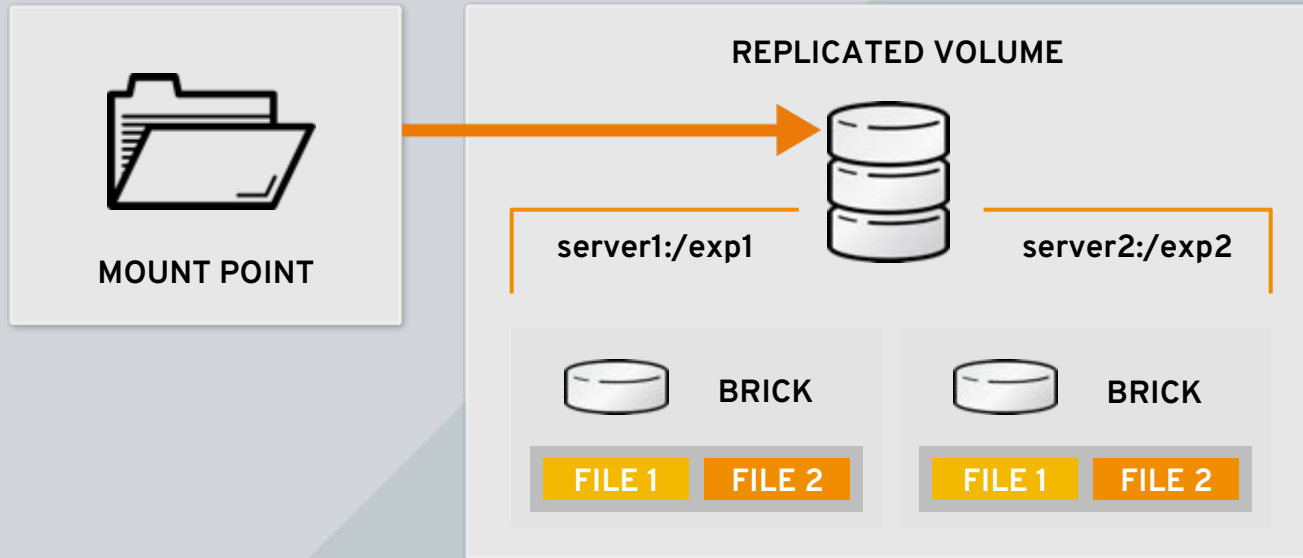 REPLICATED VOLUME
MOUNT POINT
server1:/exp1
server2:/exp2
BRICK
BRICK
FILE 1
FILE 2
FILE 1
FILE 2